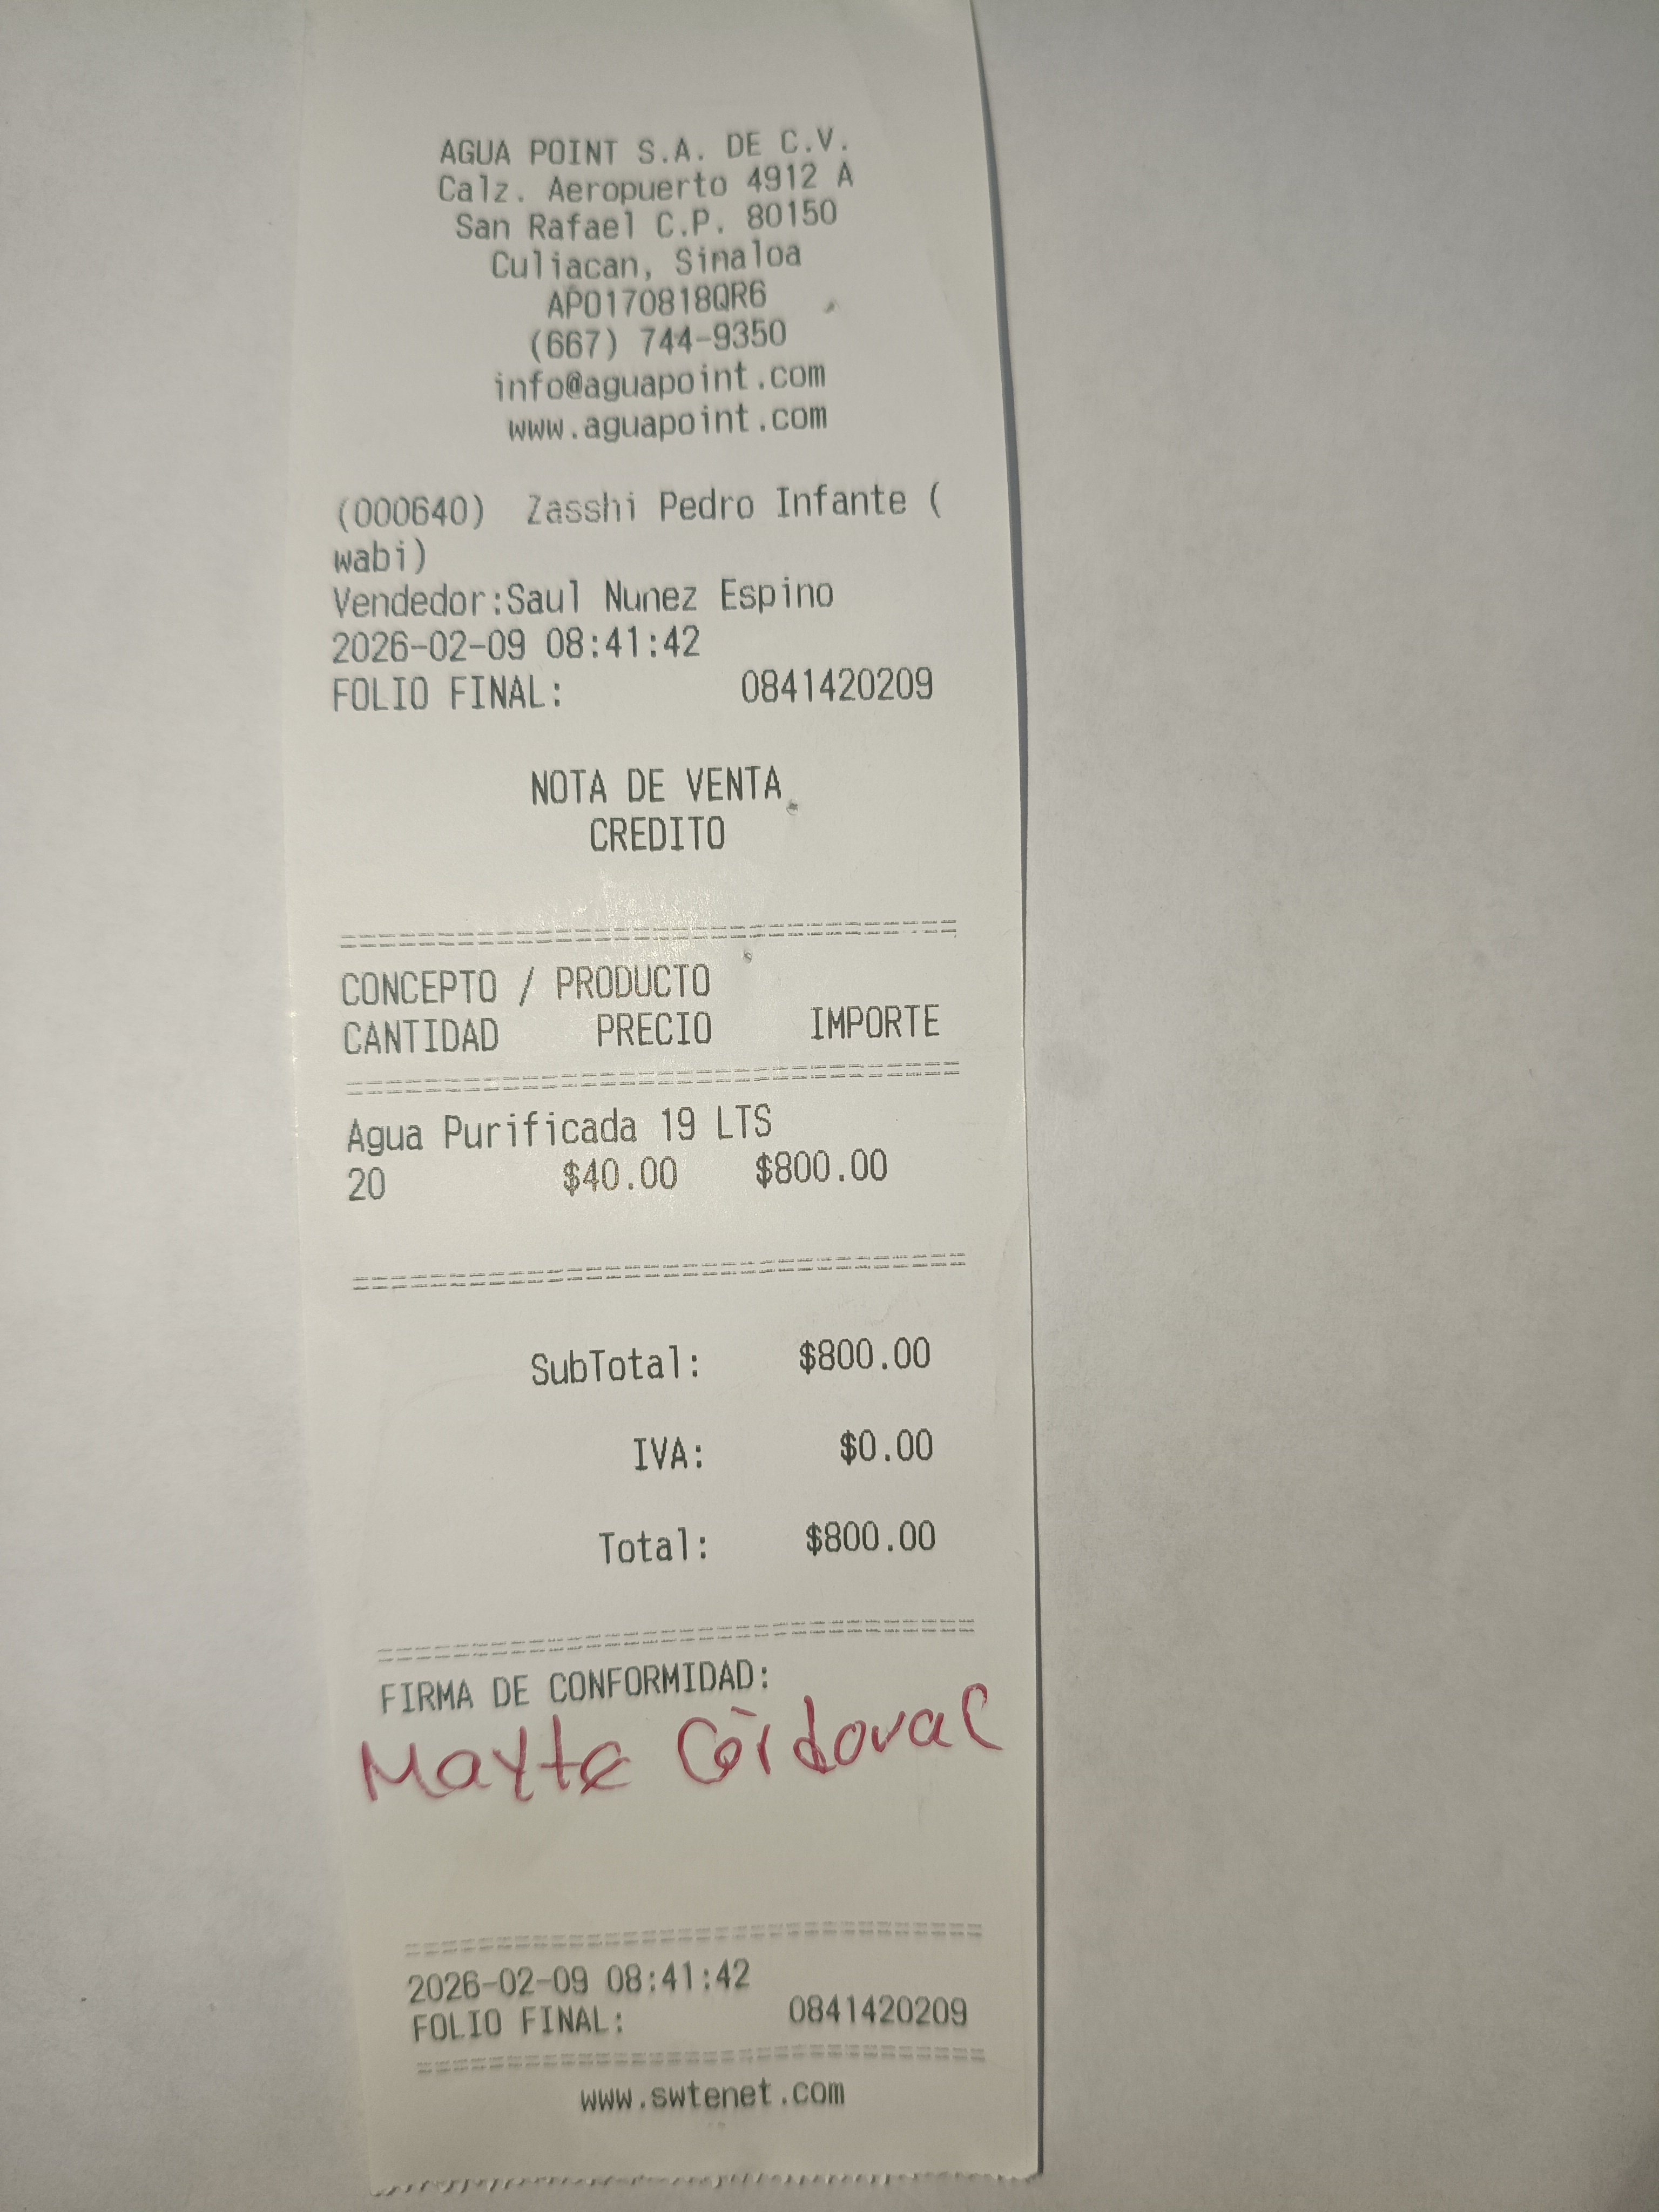 AGUA POINT S.A. DE C.V.
Calz. Aeropuerto 4912 A
San Rafael C.P. 80150
Culiacan, Sinaloa
APO170818QR6
(667) 744-9350
info@aguapoint.com
www.aguapoint.com
(000640) Zasshi Pedro Infante (
wabi)
Vendedor:Saul Nunez Espino
2026-02-09 08:41:42
FOLIO FINAL: 0841420209
NOTA DE VENTA
CREDITO
================================
CONCEPTO / PRODUCTO
CANTIDAD PRECIO IMPORTE
================================
Agua Purificada 19 LTS
20 $40.00 $800.00
================================
SubTotal: $800.00
IVA: $0.00
Total: $800.00
================================
FIRMA DE CONFORMIDAD:
Mayte Còrdoval
================================
2026-02-09 08:41:42
FOLIO FINAL: 0841420209
================================
www.swtenet.com